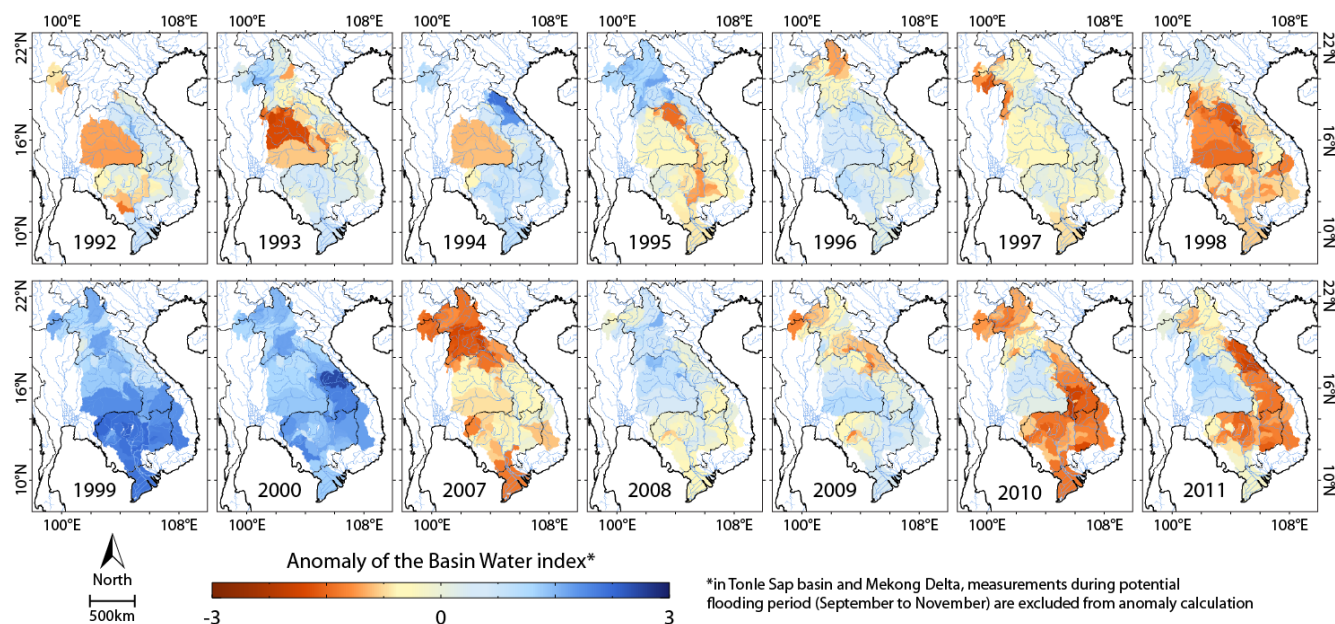 100°E 108°E 100°E 108°E 100°E 108°E 100°E 108°E 100°E 108°E 100°E 108°E 100°E 108°E
22°N 22°N
16°N 16°N
10°N 10°N
1992 1993 1994 1995 1996 1997 1998
22°N 22°N
16°N 16°N
10°N 10°N
1999 2000 2007 2008 2009 2010 2011
100°E 108°E 100°E 108°E 100°E 108°E 100°E 108°E 100°E 108°E 100°E 108°E 100°E 108°E
North
500km
Anomaly of the Basin Water index*
-3 0 3
*in Tonle Sap basin and Mekong Delta, measurements during potential
flooding period (September to November) are excluded from anomaly calculation